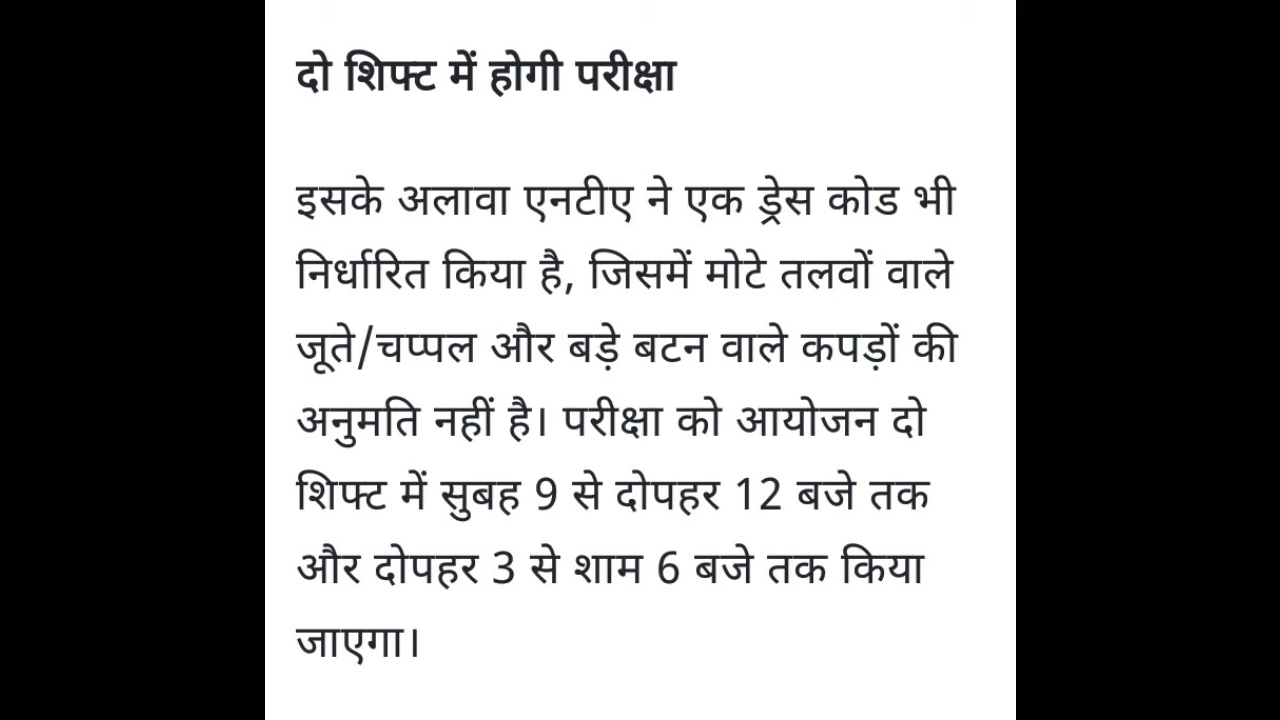 दो शिफ्ट में होगी परीक्षा
इसके अलावा एनटीए ने एक ड्रेस कोड भी
निर्धारित किया है, जिसमें मोटे तलवों वाले
जूते/चप्पल और बड़े बटन वाले कपड़ों की
अनुमति नहीं है। परीक्षा को आयोजन दो
शिफ्ट में सुबह 9 से दोपहर 12 बजे तक
और दोपहर 3 से शाम 6 बजे तक किया
जाएगा।